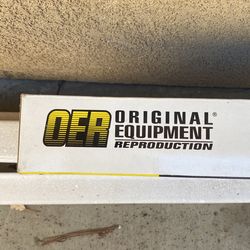 OER ORIGINAL®
EQUIPMENT
REPRODUCTION